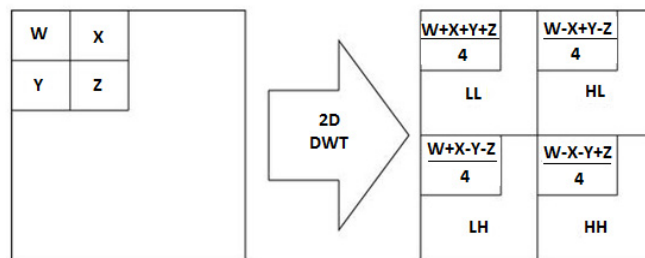 W X
Y Z
2D
DWT
W+X+Y+Z
4
LL
W-X+Y-Z
4
HL
W+X-Y-Z
4
LH
W-X-Y+Z
4
HH